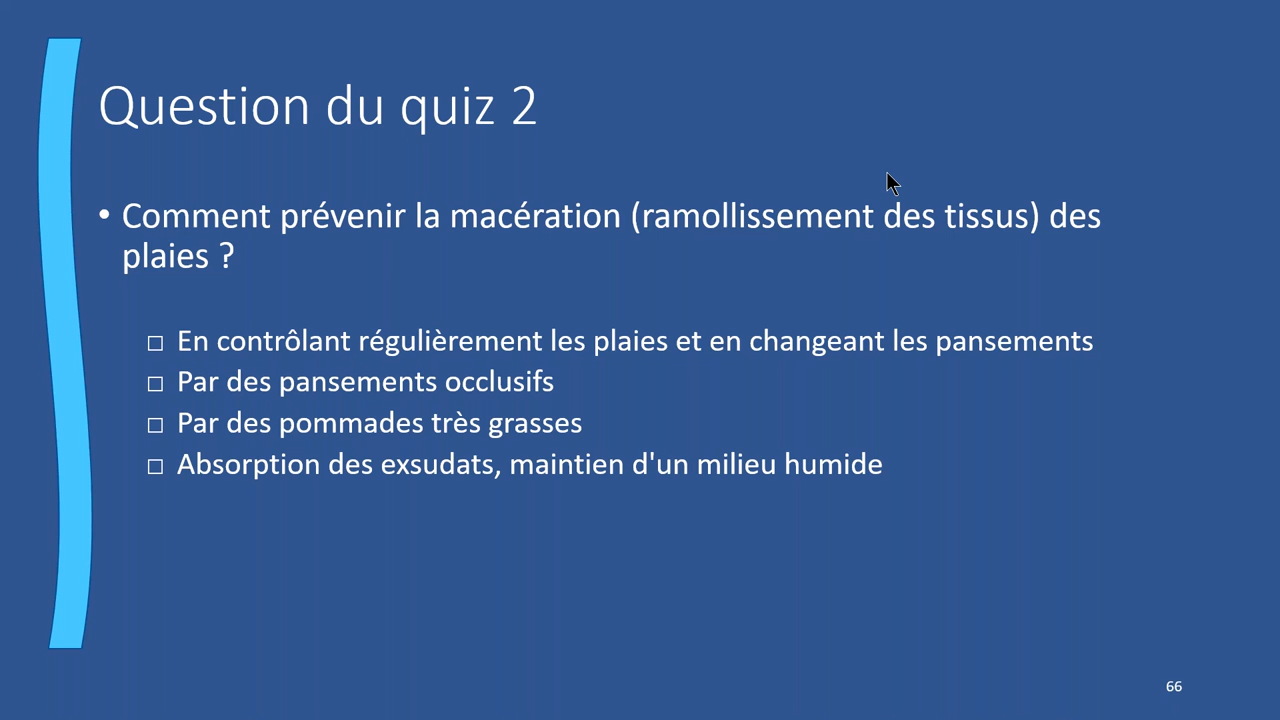 Question du quiz 2
• Comment prévenir la macération (ramollissement des tissus) des
plaies ?
□ En contrôlant régulièrement les plaies et en changeant les pansements
□ Par des pansements occlusifs
□ Par des pommades très grasses
□ Absorption des exsudats, maintien d'un milieu humide
66